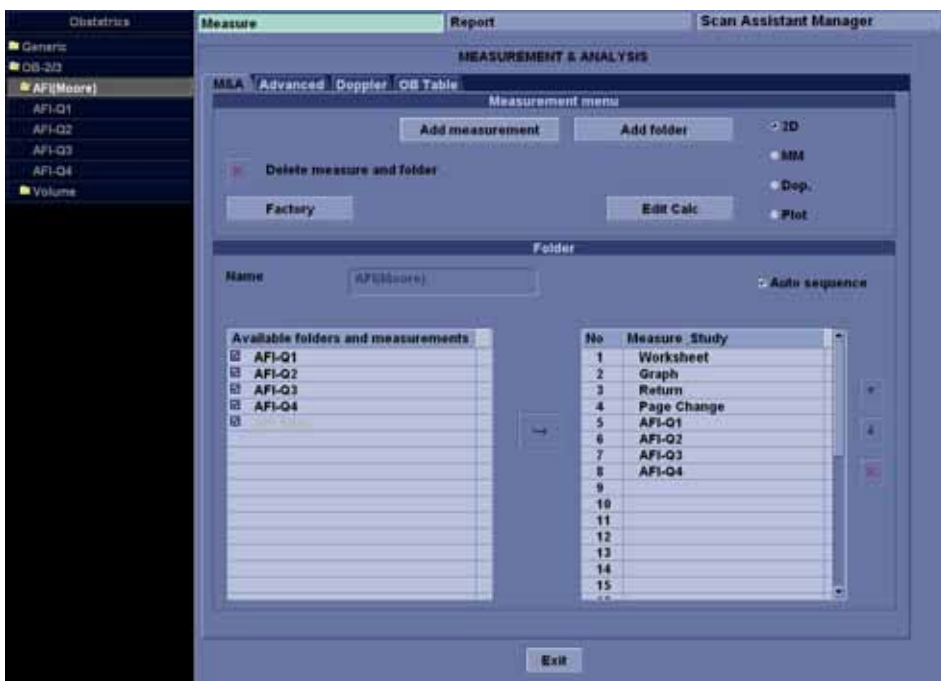 Obstetrics
Measure Report Scan Assistant Manager
Generic
OB-2/3
AFI(Moore)
AFI-Q1
AFI-Q2
AFI-Q3
AFI-Q4
Volume
MEASUREMENT & ANALYSIS
M&A Advanced Doppler OB Table
Measurement menu
Add measurement Add folder 2D
MM
Delete measure and folder
Dop.
Factory Edit Calc
Plot
Folder
Name AFI(Moore) Auto sequence
Available folders and measurements
AFI-Q1
AFI-Q2
AFI-Q3
AFI-Q4
No Measure_Study
1 Worksheet
2 Graph
3 Return
4 Page Change
5 AFI-Q1
6 AFI-Q2
7 AFI-Q3
8 AFI-Q4
9
10
11
12
13
14
15
Exit